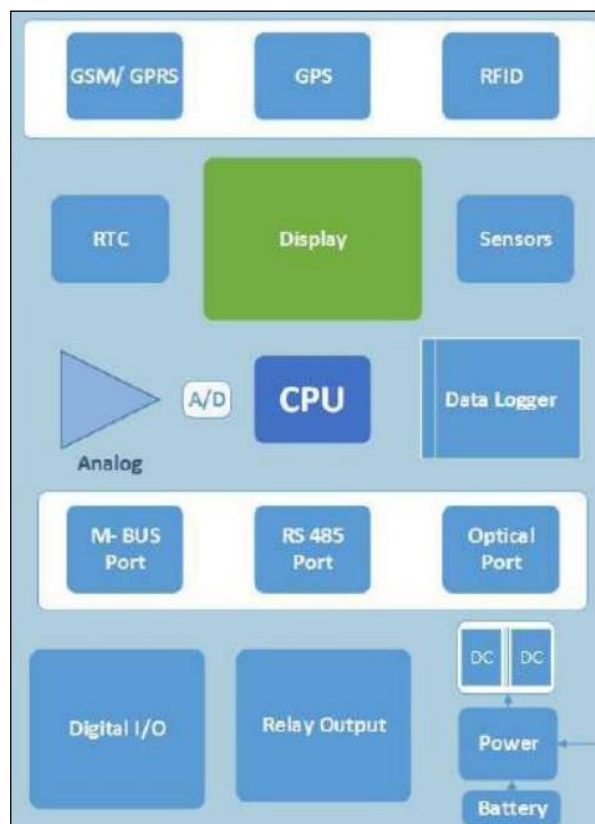 GSM/ GPRS
GPS
RFID
RTC
Display
Sensors
A/D
CPU
Data Logger
Analog
M- BUS
Port
RS 485
Port
Optical
Port
DC
DC
Digital I/O
Relay Output
Power
Battery